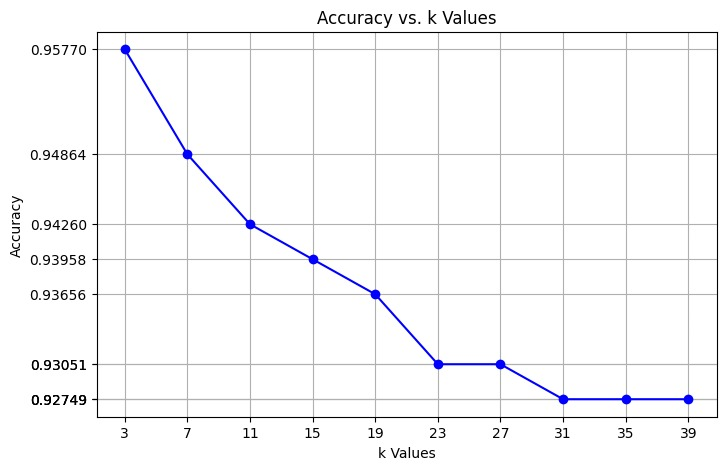 Accuracy vs. k Values
Accuracy
0.95770
0.94864
0.94260
0.93958
0.93656
0.93051
0.92749
3 7 11 15 19 23 27 31 35 39
k Values